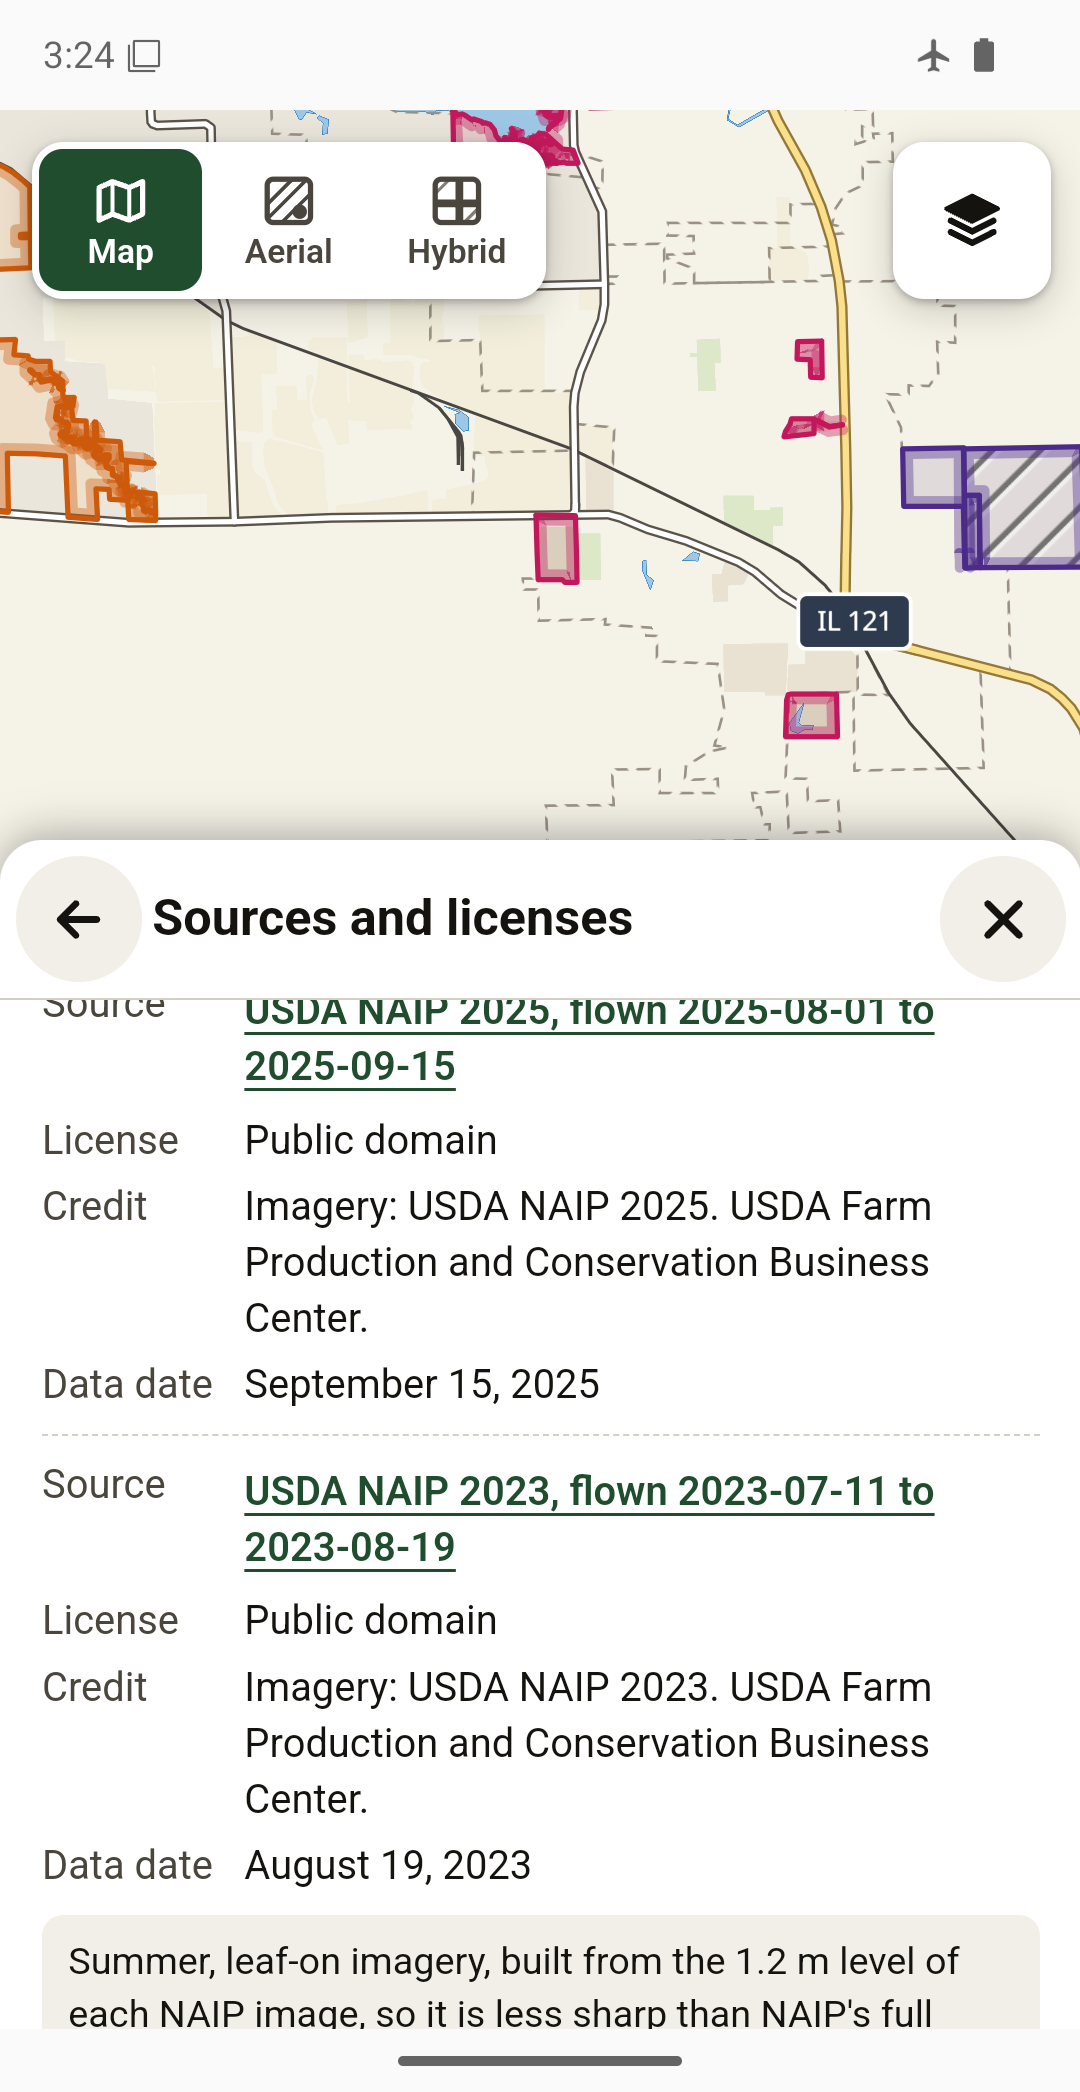 3:24
Map
Aerial
Hybrid
IL 121
Sources and licenses
Source
USDA NAIP 2025, flown 2025-08-01 to
2025-09-15
License
Public domain
Credit
Imagery: USDA NAIP 2025. USDA Farm
Production and Conservation Business
Center.
Data date
September 15, 2025
Source
USDA NAIP 2023, flown 2023-07-11 to
2023-08-19
License
Public domain
Credit
Imagery: USDA NAIP 2023. USDA Farm
Production and Conservation Business
Center.
Data date
August 19, 2023
Summer, leaf-on imagery, built from the 1.2 m level of
each NAIP image, so it is less sharp than NAIP's full